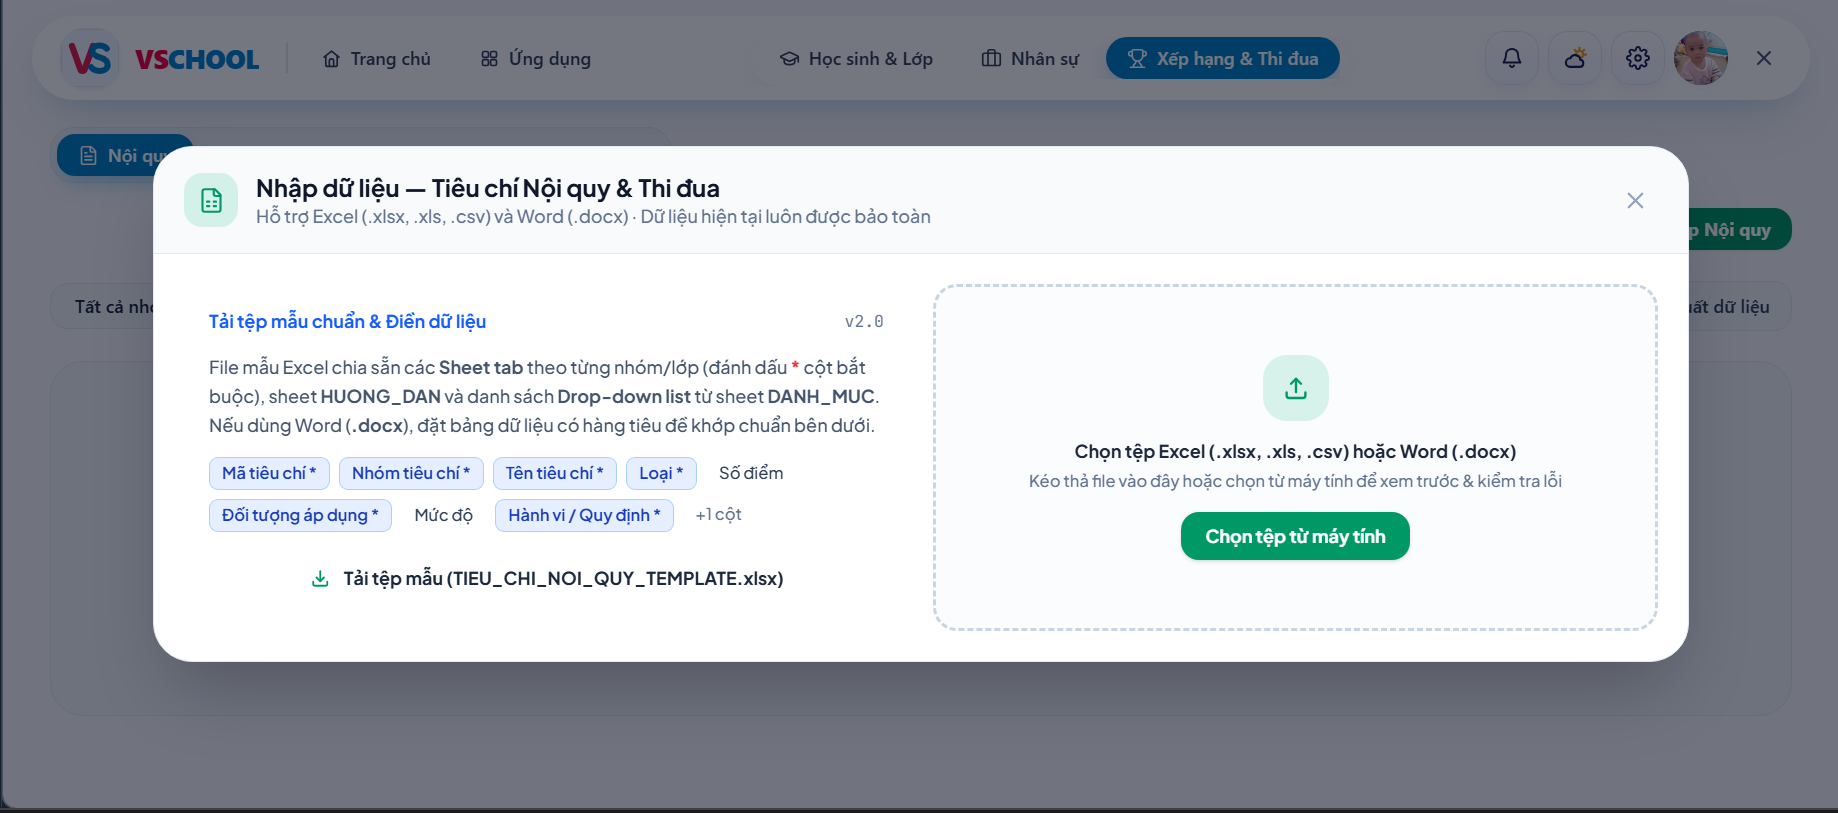 VS VSCHOOL Trang chủ Ứng dụng Học sinh & Lớp Nhân sự Xếp hạng & Thi đua
Nội
Nhập dữ liệu — Tiêu chí Nội quy & Thi đua
Hỗ trợ Excel (.xlsx, .xls, .csv) và Word (.docx) · Dữ liệu hiện tại luôn được bảo toàn
Nội quy
Tất cả
dữ liệu
Tải tệp mẫu chuẩn & Điền dữ liệu v2.0
File mẫu Excel chia sẵn các Sheet tab theo từng nhóm/lớp (đánh dấu * cột bắt
buộc), sheet HUONG_DAN và danh sách Drop-down list từ sheet DANH_MUC.
Nếu dùng Word (.docx), đặt bảng dữ liệu có hàng tiêu đề khớp chuẩn bên dưới.
Mã tiêu chí * Nhóm tiêu chí * Tên tiêu chí * Loại * Số điểm
Đối tượng áp dụng * Mức độ Hành vi / Quy định * +1 cột
Tải tệp mẫu (TIEU_CHI_NOI_QUY_TEMPLATE.xlsx)
Chọn tệp Excel (.xlsx, .xls, .csv) hoặc Word (.docx)
Kéo thả file vào đây hoặc chọn từ máy tính để xem trước & kiểm tra lỗi
Chọn tệp từ máy tính